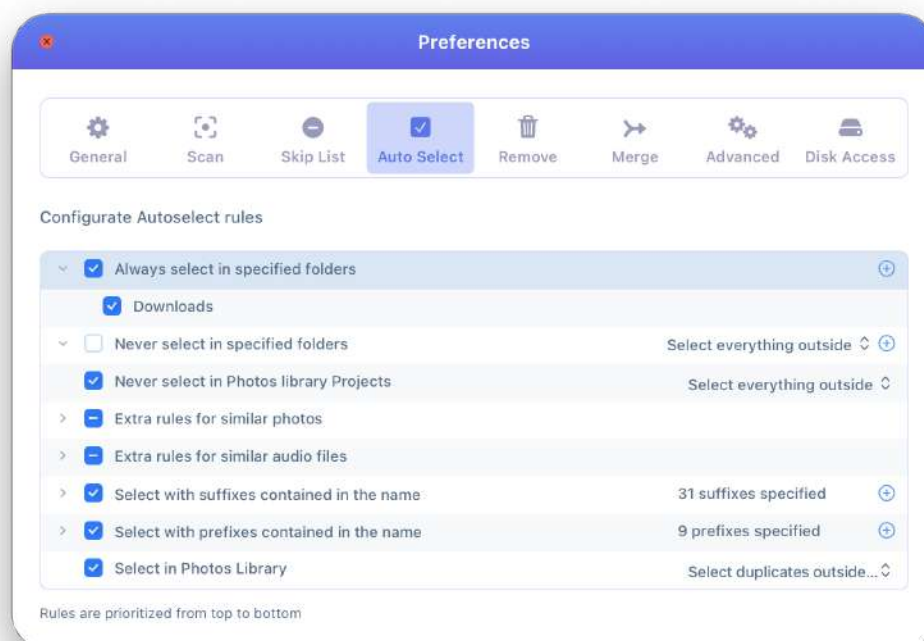 Preferences
General Scan Skip List Auto Select Remove Merge Advanced Disk Access
Configurate Autoselect rules
Always select in specified folders
Downloads
Never select in specified folders Select everything outside
Never select in Photos library Projects Select everything outside
Extra rules for similar photos
Extra rules for similar audio files
Select with suffixes contained in the name 31 suffixes specified
Select with prefixes contained in the name 9 prefixes specified
Select in Photos Library Select duplicates outside...
Rules are prioritized from top to bottom